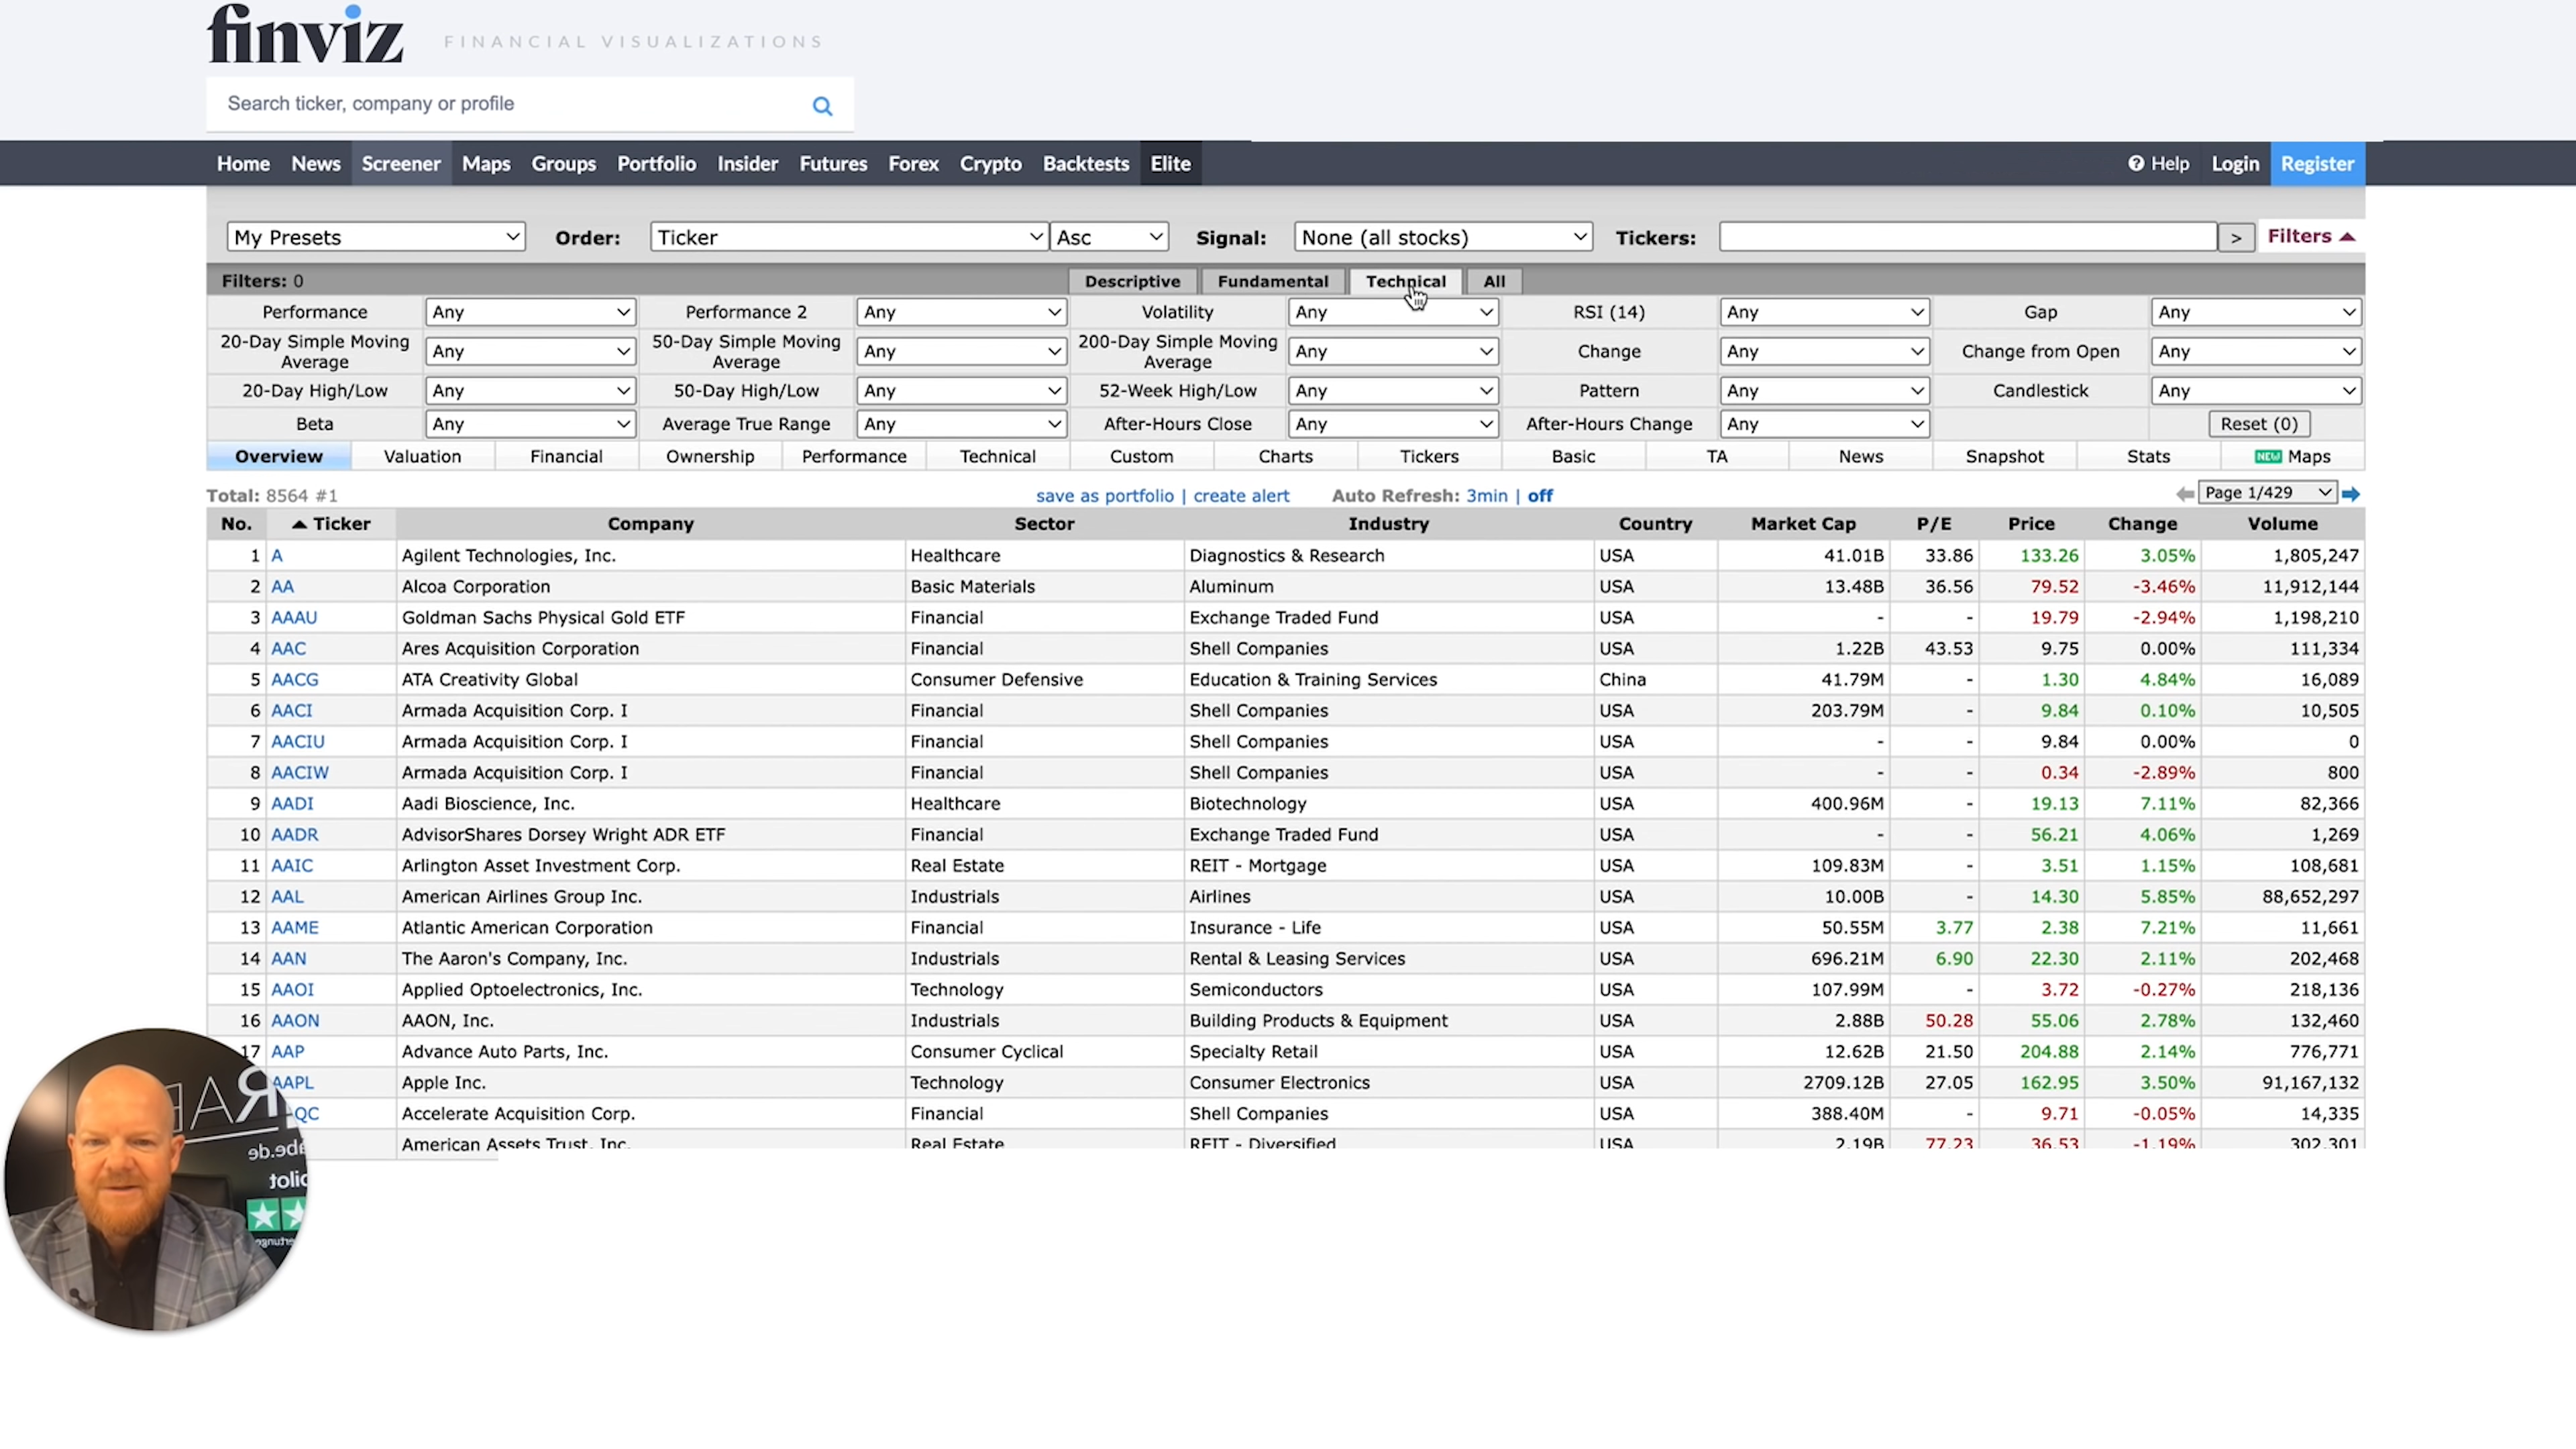 finviz FINANCIAL VISUALIZATIONS
Search ticker, company or profile
Home News Screener Maps Groups Portfolio Insider Futures Forex Crypto Backtests Elite Help Login Register
My Presets Order: Ticker Asc Signal: None (all stocks) Tickers: > Filters
Filters: 0 Descriptive Fundamental Technical All
Performance Any Performance 2 Any Volatility Any RSI (14) Any Gap Any
20-Day Simple Moving Average Any 50-Day Simple Moving Average Any 200-Day Simple Moving Average Any Change Any Change from Open Any
20-Day High/Low Any 50-Day High/Low Any 52-Week High/Low Any Pattern Any Candlestick Any
Beta Any Average True Range Any After-Hours Close Any After-Hours Change Any Reset (0)
Overview Valuation Financial Ownership Performance Technical Custom Charts Tickers Basic TA News Snapshot Stats NEW Maps
Total: 8564 #1 save as portfolio | create alert Auto Refresh: 3min | off Page 1/429
No. Ticker Company Sector Industry Country Market Cap P/E Price Change Volume
1 A Agilent Technologies, Inc. Healthcare Diagnostics & Research USA 41.01B 33.86 133.26 3.05% 1,805,247
2 AA Alcoa Corporation Basic Materials Aluminum USA 13.48B 36.56 79.52 -3.46% 11,912,144
3 AAAU Goldman Sachs Physical Gold ETF Financial Exchange Traded Fund USA - - 19.79 -2.94% 1,198,210
4 AAC Ares Acquisition Corporation Financial Shell Companies USA 1.22B 43.53 9.75 0.00% 111,334
5 AACG ATA Creativity Global Consumer Defensive Education & Training Services China 41.79M - 1.30 4.84% 16,089
6 AACI Armada Acquisition Corp. I Financial Shell Companies USA 203.79M - 9.84 0.10% 10,505
7 AACIU Armada Acquisition Corp. I Financial Shell Companies USA - - 9.84 0.00% 0
8 AACIW Armada Acquisition Corp. I Financial Shell Companies USA - - 0.34 -2.89% 800
9 AADI Aadi Bioscience, Inc. Healthcare Biotechnology USA 400.96M - 19.13 7.11% 82,366
10 AADR AdvisorShares Dorsey Wright ADR ETF Financial Exchange Traded Fund USA - - 56.21 4.06% 1,269
11 AAIC Arlington Asset Investment Corp. Real Estate REIT - Mortgage USA 109.83M - 3.51 1.15% 108,681
12 AAL American Airlines Group Inc. Industrials Airlines USA 10.00B - 14.30 5.85% 88,652,297
13 AAME Atlantic American Corporation Financial Insurance - Life USA 50.55M 3.77 2.38 7.21% 11,661
14 AAN The Aaron's Company, Inc. Industrials Rental & Leasing Services USA 696.21M 6.90 22.30 2.11% 202,468
15 AAOI Applied Optoelectronics, Inc. Technology Semiconductors USA 107.99M - 3.72 -0.27% 218,136
16 AAON AAON, Inc. Industrials Building Products & Equipment USA 2.88B 50.28 55.06 2.78% 132,460
17 AAP Advance Auto Parts, Inc. Consumer Cyclical Specialty Retail USA 12.62B 21.50 204.88 2.14% 776,771
AAPL Apple Inc. Technology Consumer Electronics USA 2709.12B 27.05 162.95 3.50% 91,167,132
QC Accelerate Acquisition Corp. Financial Shell Companies USA 388.40M - 9.71 -0.05% 14,335
American Assets Trust, Inc. Real Estate REIT - Diversified USA 2.19B 77.23 36.53 -1.19% 302,301